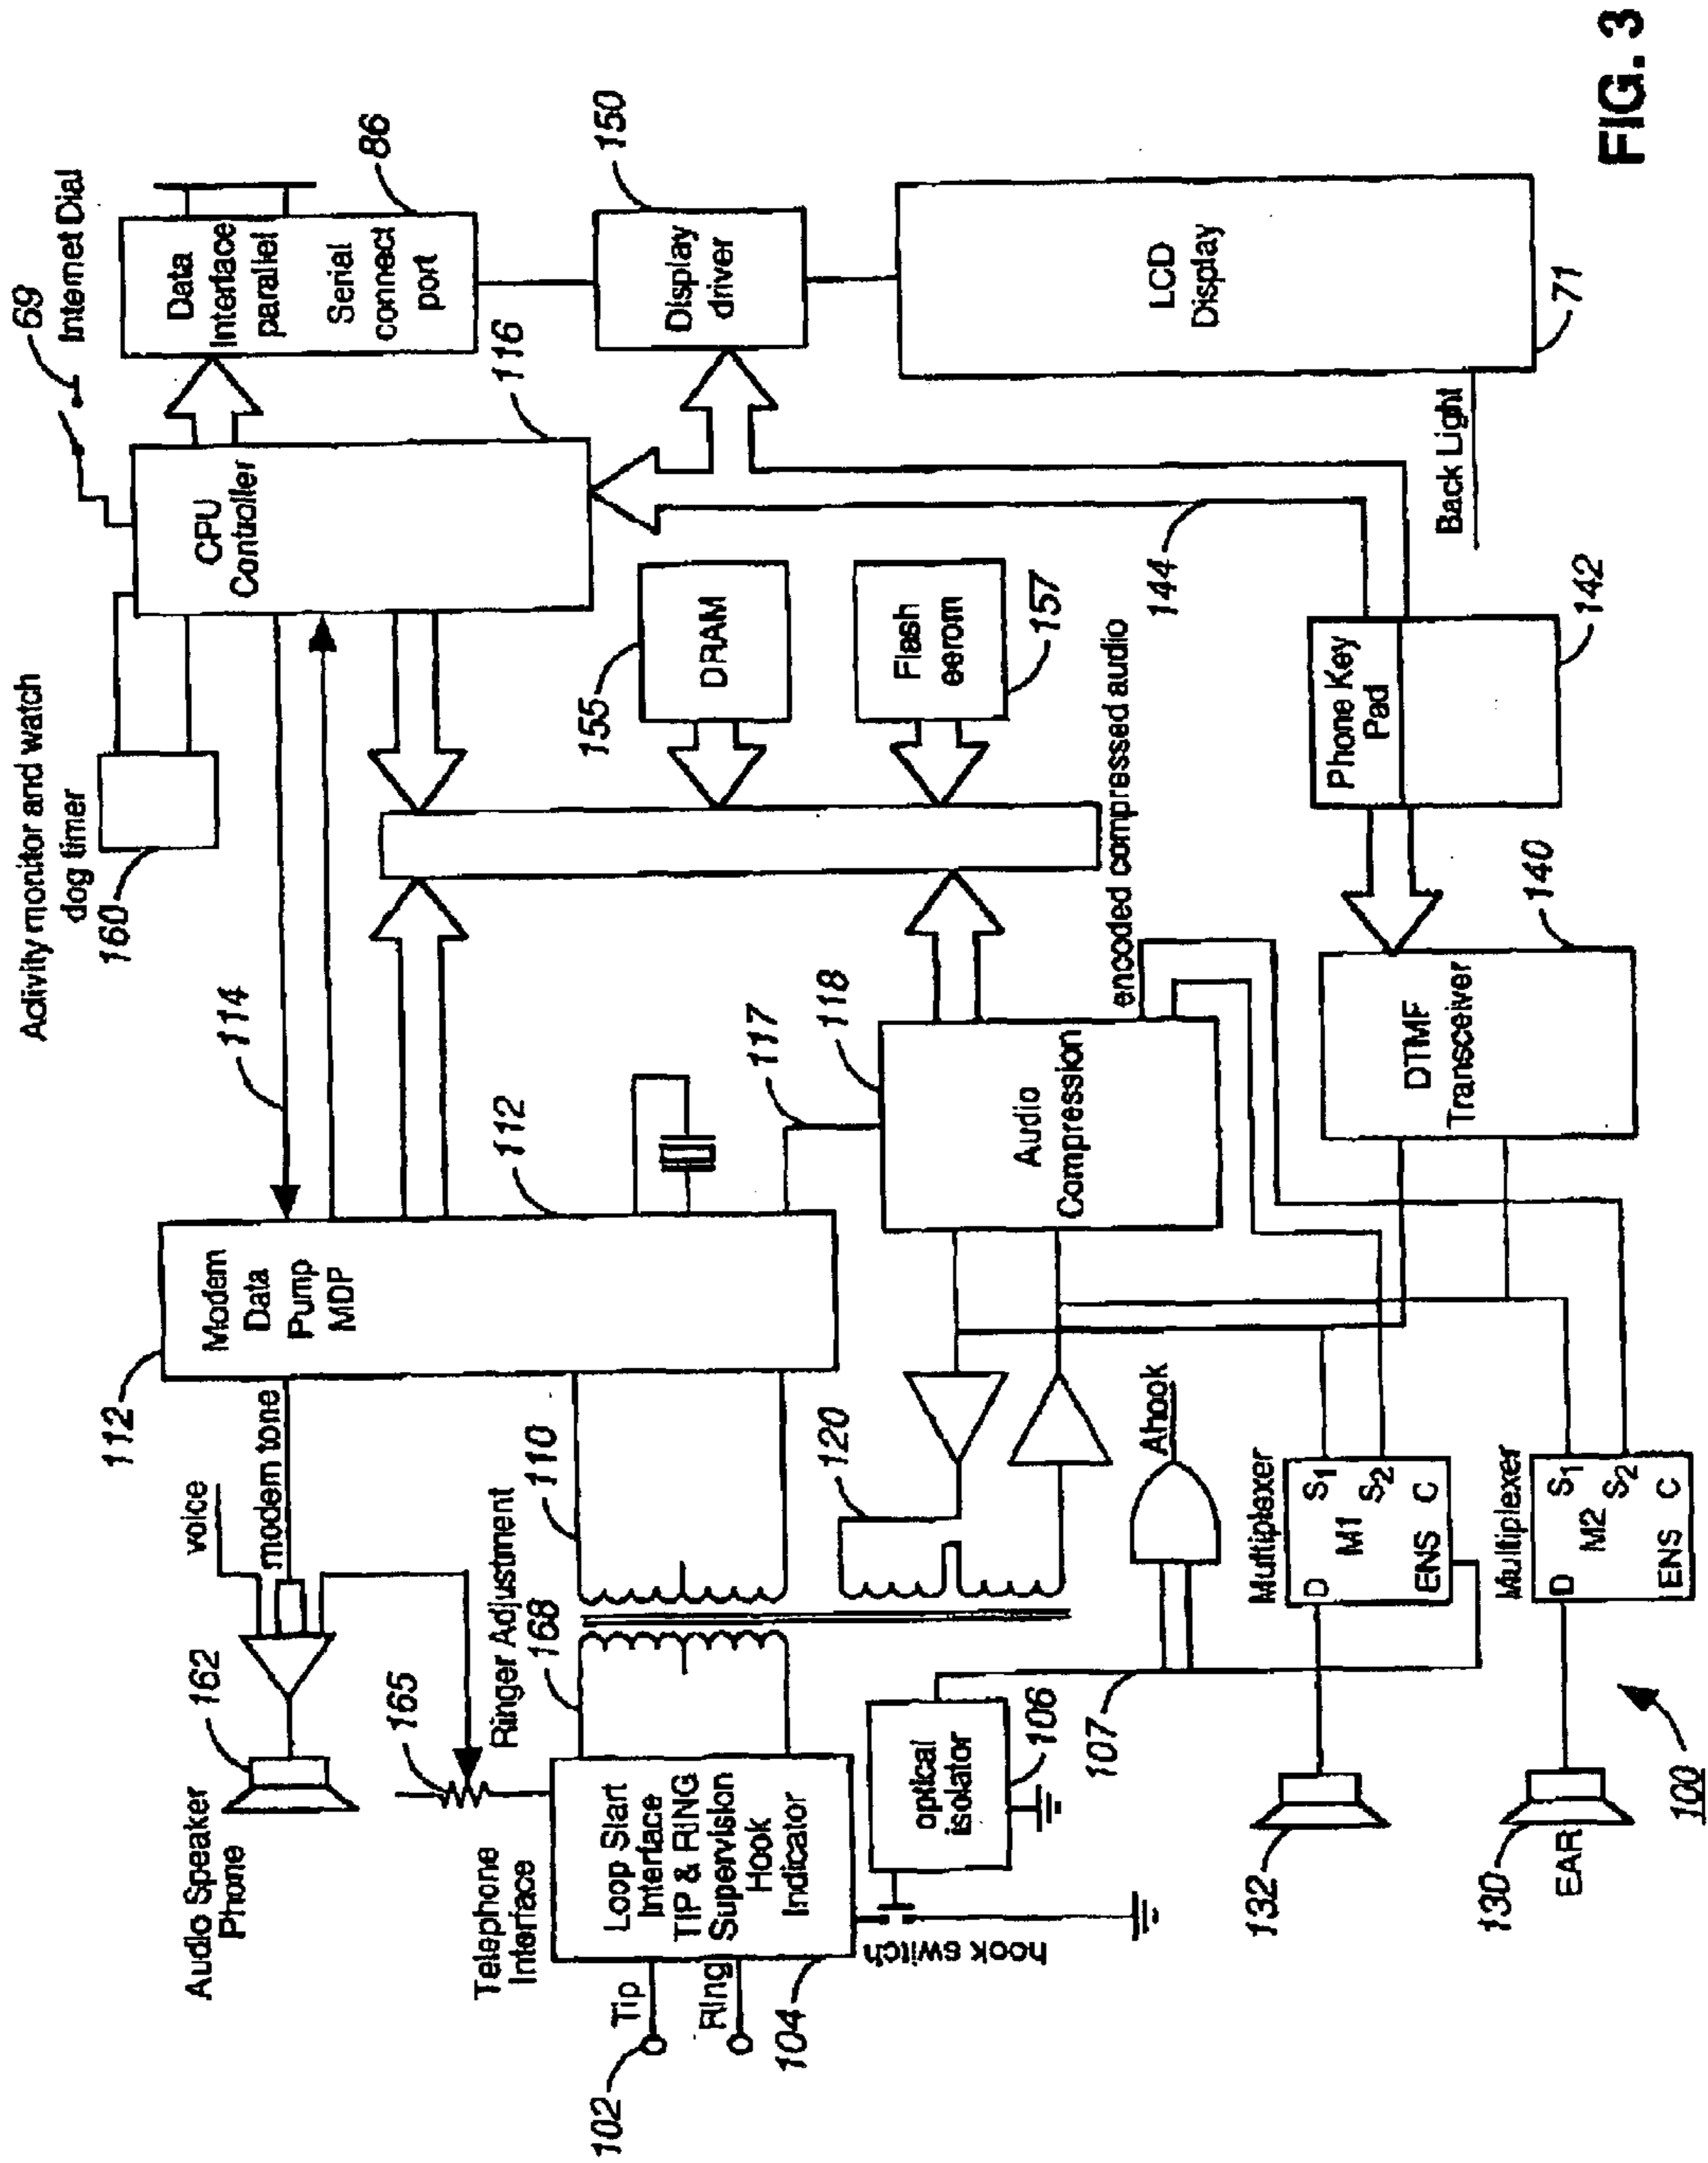 Activity monitor and watch
dog timer
160
69
Internet Dial
114
116
CPU
Controller
Data
Interface
parallel
Serial
connect
port
86
112
Modem
Data
Pump
MDP
112
voice
modem tone
Audio Speaker
Phone
162
165
Ringer Adjustment
168
110
Telephone
Interface
102
Tip
Ring
104
Loop Start
Interface
TIP & RING
Supervision
Hook
Indicator
hook switch
optical
isolator
106
107
120
Ahook
117
118
Audio
Compression
155
DRAM
Flash
eerom
157
encoded compressed audio
150
Display
driver
LCD
Display
71
Back Light
144
Phone Key
Pad
142
140
DTMF
Transceiver
Multiplexer
D
M1
S1
S2
ENS
C
Multiplexer
D
M2
S1
S2
ENS
C
132
130
EAR
100
FIG. 3